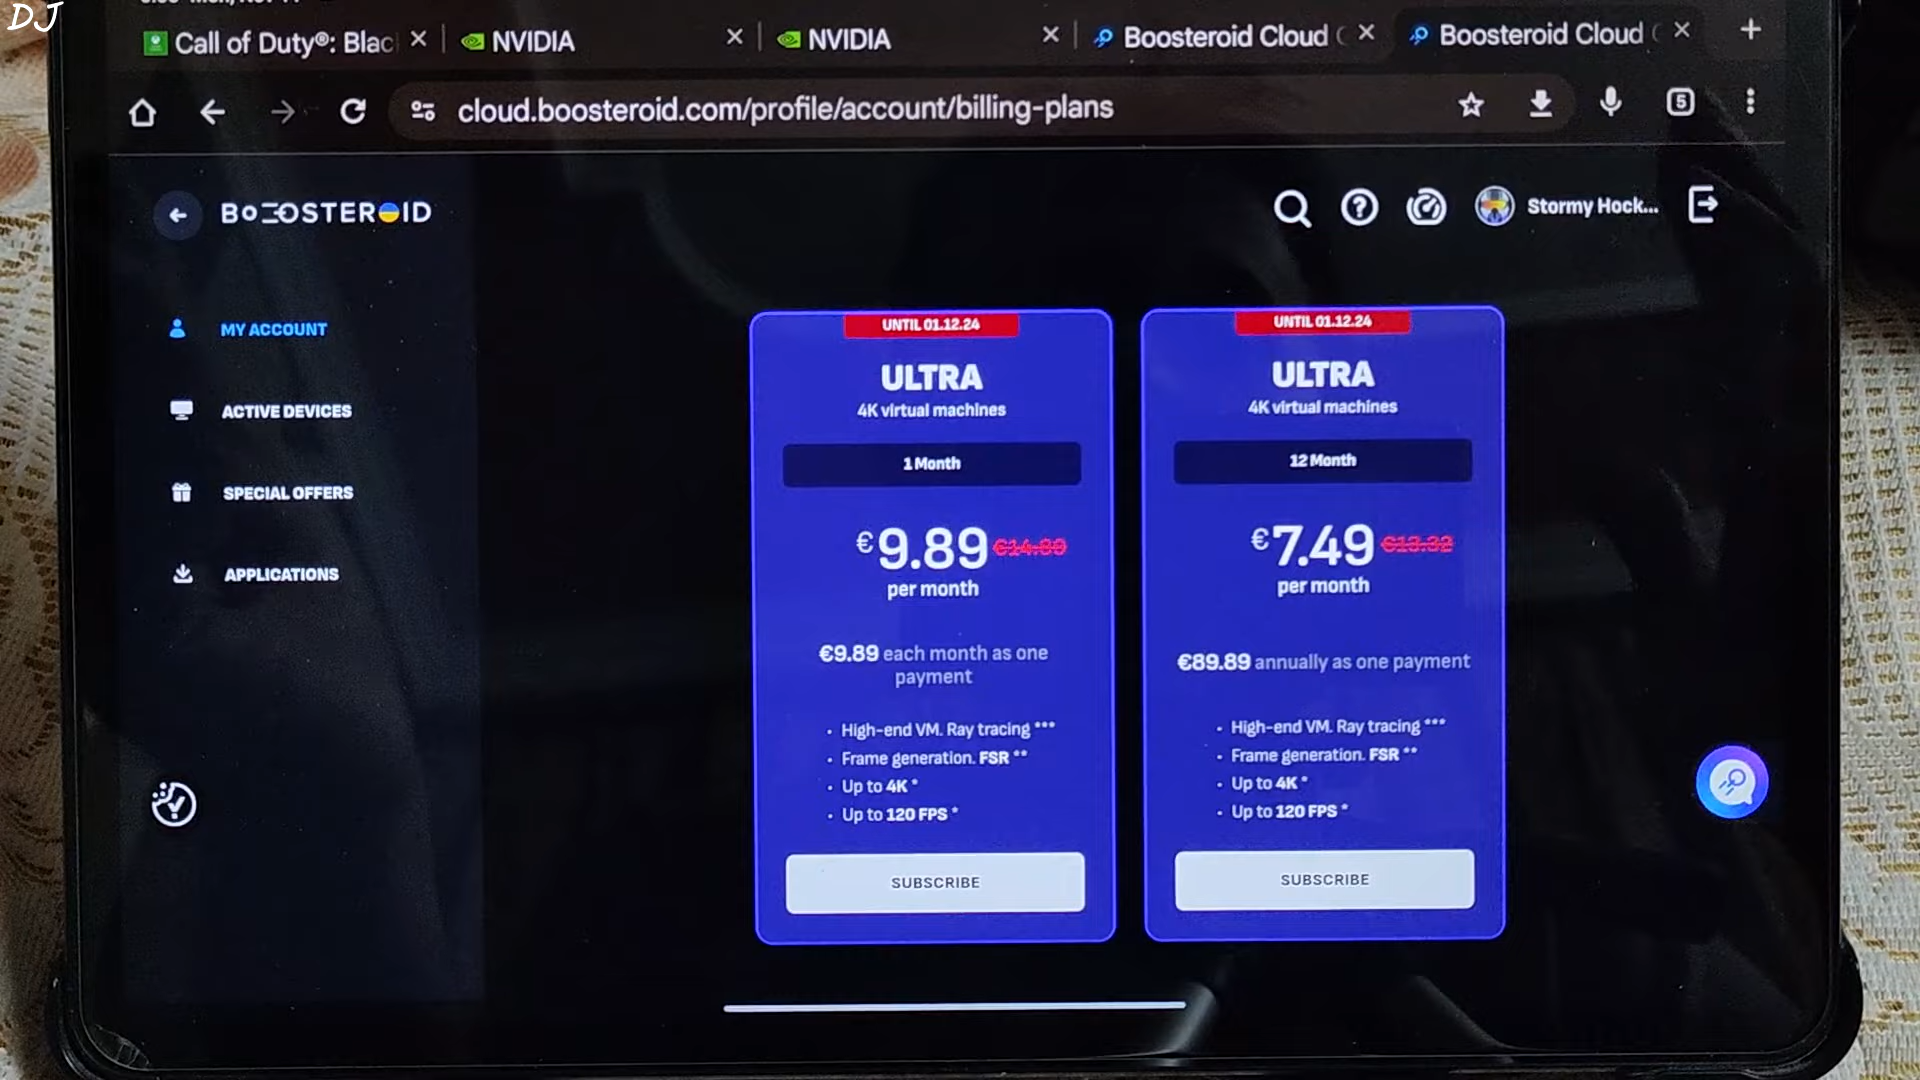 DJ
Call of Duty®: Blac
NVIDIA
NVIDIA
Boosteroid Cloud
Boosteroid Cloud
cloud.boosteroid.com/profile/account/billing-plans
5
BOOSTEROID
Stormy Hock...
MY ACCOUNT
ACTIVE DEVICES
SPECIAL OFFERS
APPLICATIONS
UNTIL 01.12.24
ULTRA
4K virtual machines
1 Month
€9.89 €14.89
per month
€9.89 each month as one
payment
• High-end VM. Ray tracing ***
• Frame generation. FSR **
• Up to 4K *
• Up to 120 FPS *
SUBSCRIBE
UNTIL 01.12.24
ULTRA
4K virtual machines
12 Month
€7.49 €13.32
per month
€89.89 annually as one payment
• High-end VM. Ray tracing ***
• Frame generation. FSR **
• Up to 4K *
• Up to 120 FPS *
SUBSCRIBE